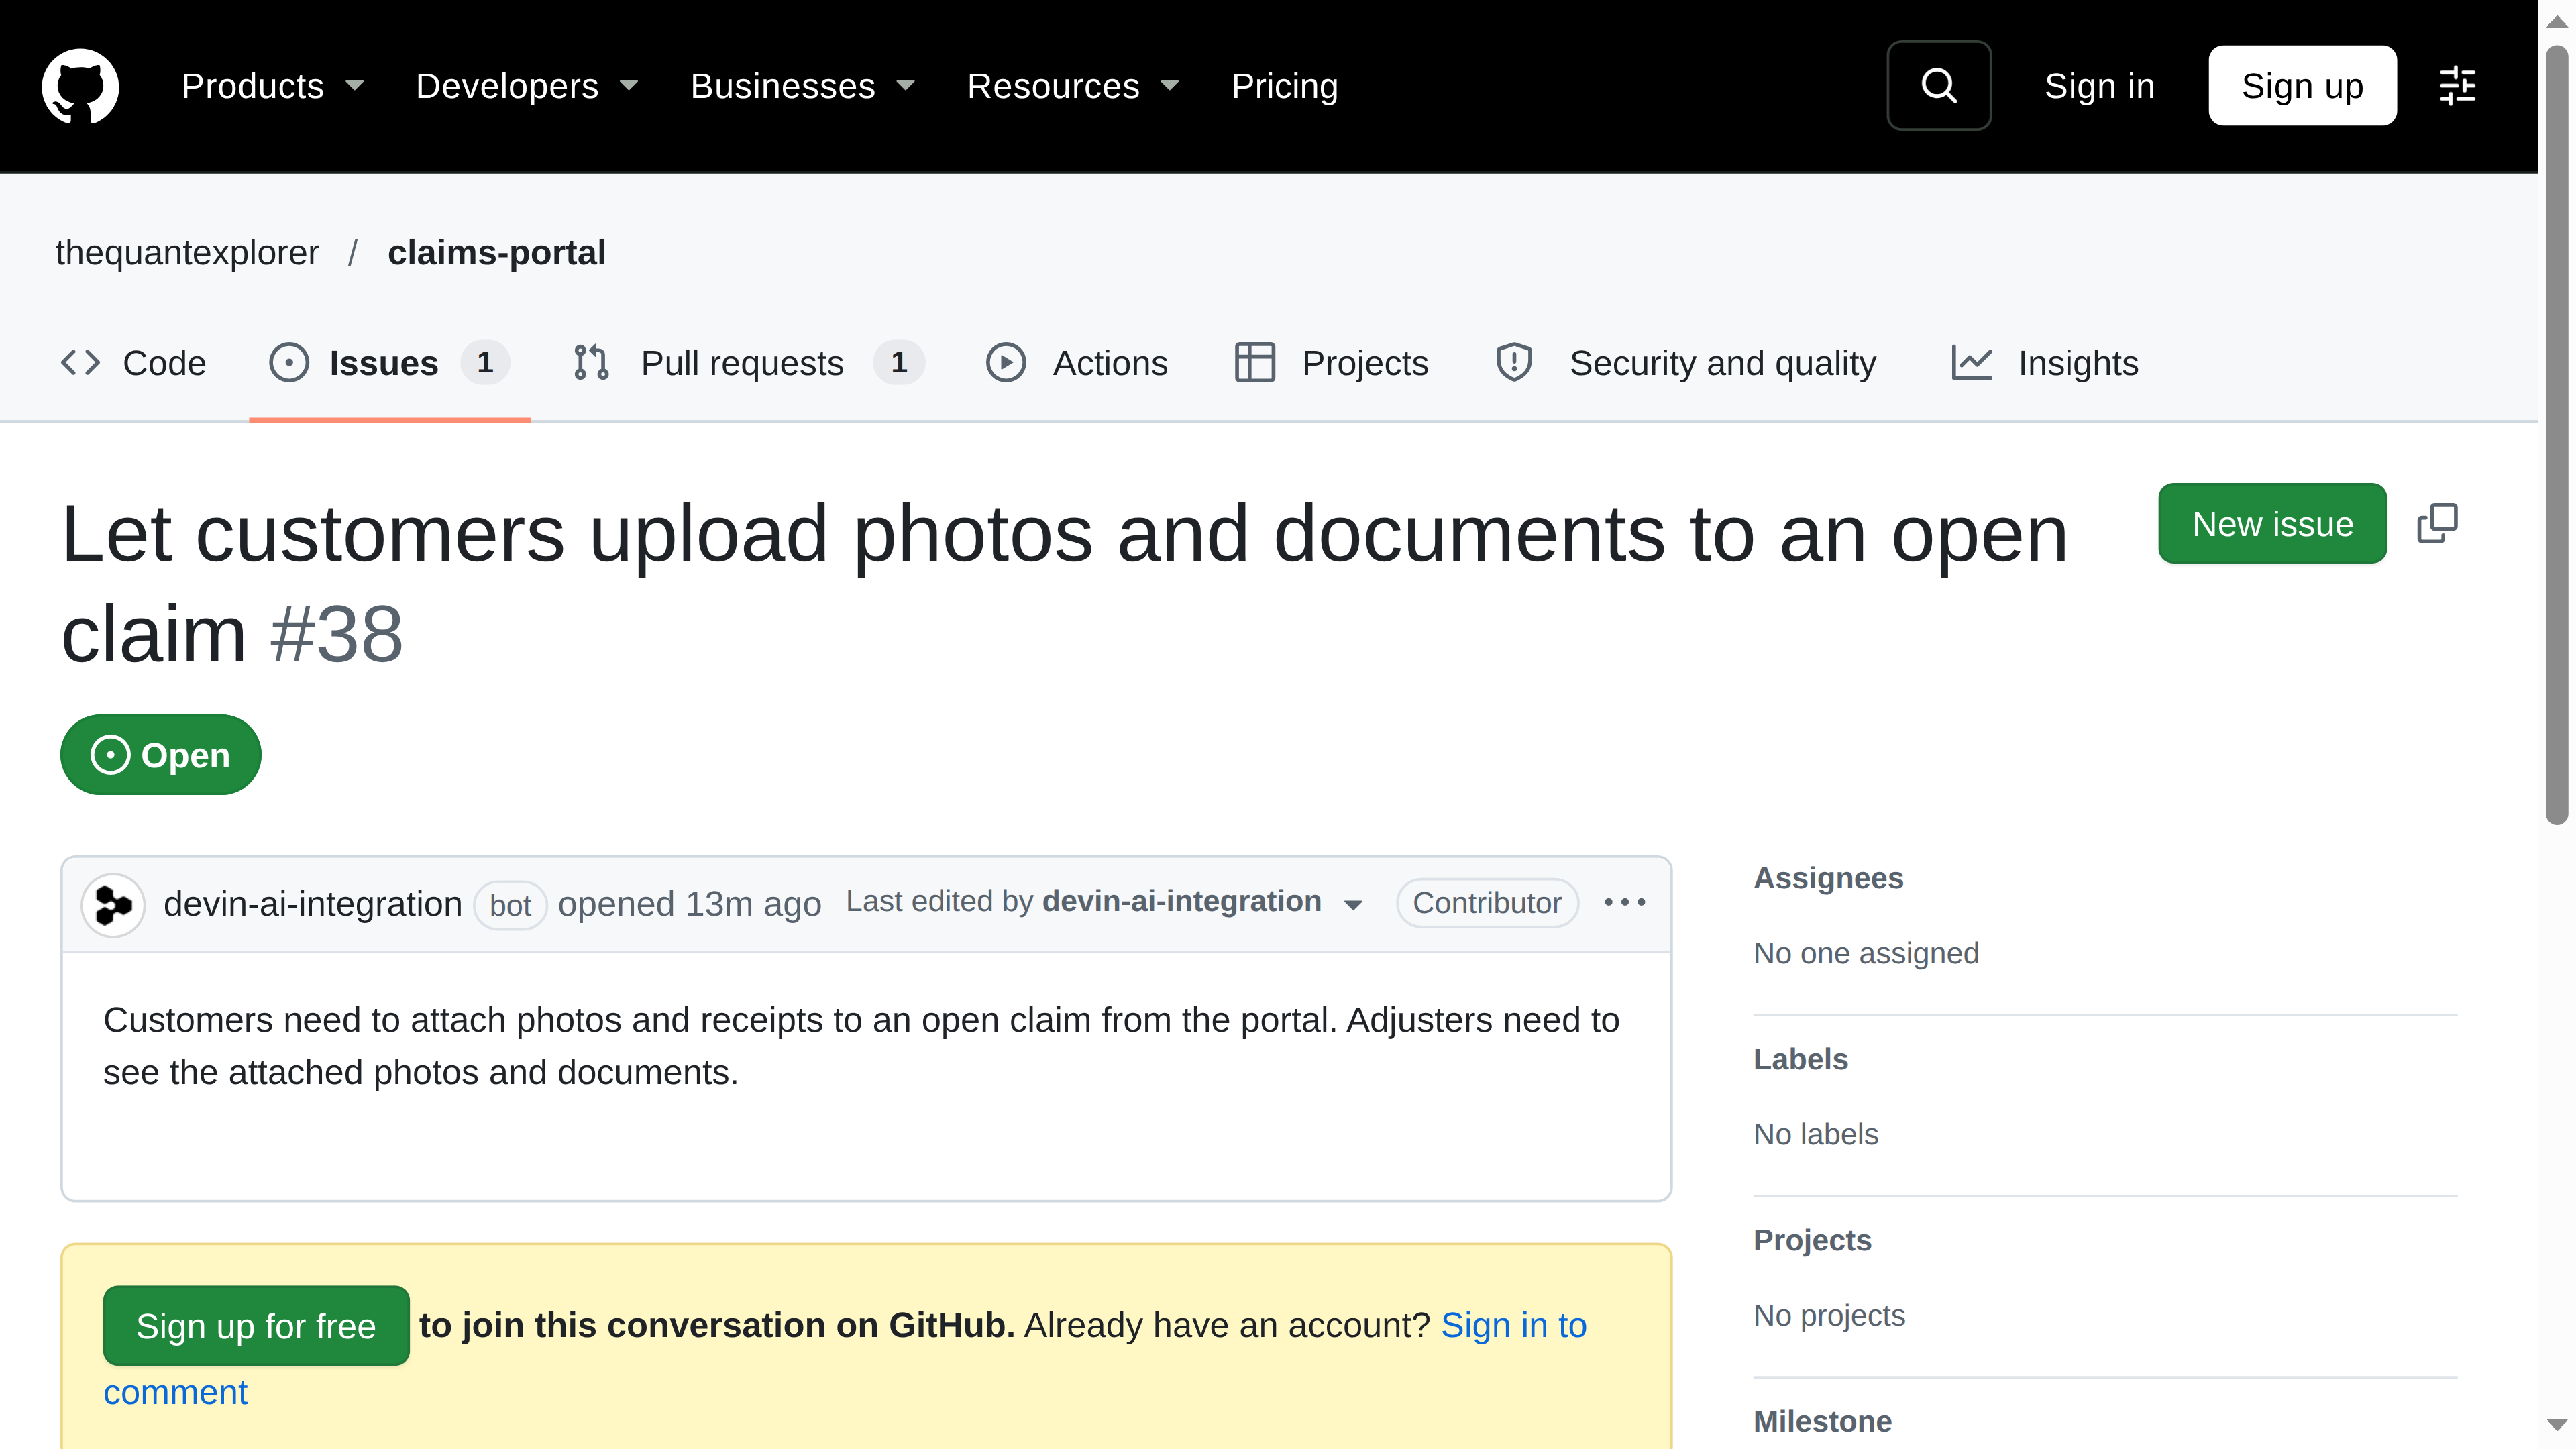 Products Developers Businesses Resources Pricing Sign in Sign up
thequantexplorer / claims-portal
Code Issues 1 Pull requests 1 Actions Projects Security and quality Insights
Let customers upload photos and documents to an open
claim #38
New issue
Open
devin-ai-integration bot opened 13m ago Last edited by devin-ai-integration Contributor
Customers need to attach photos and receipts to an open claim from the portal. Adjusters need to
see the attached photos and documents.
Sign up for free to join this conversation on GitHub. Already have an account? Sign in to
comment
Assignees
No one assigned
Labels
No labels
Projects
No projects
Milestone